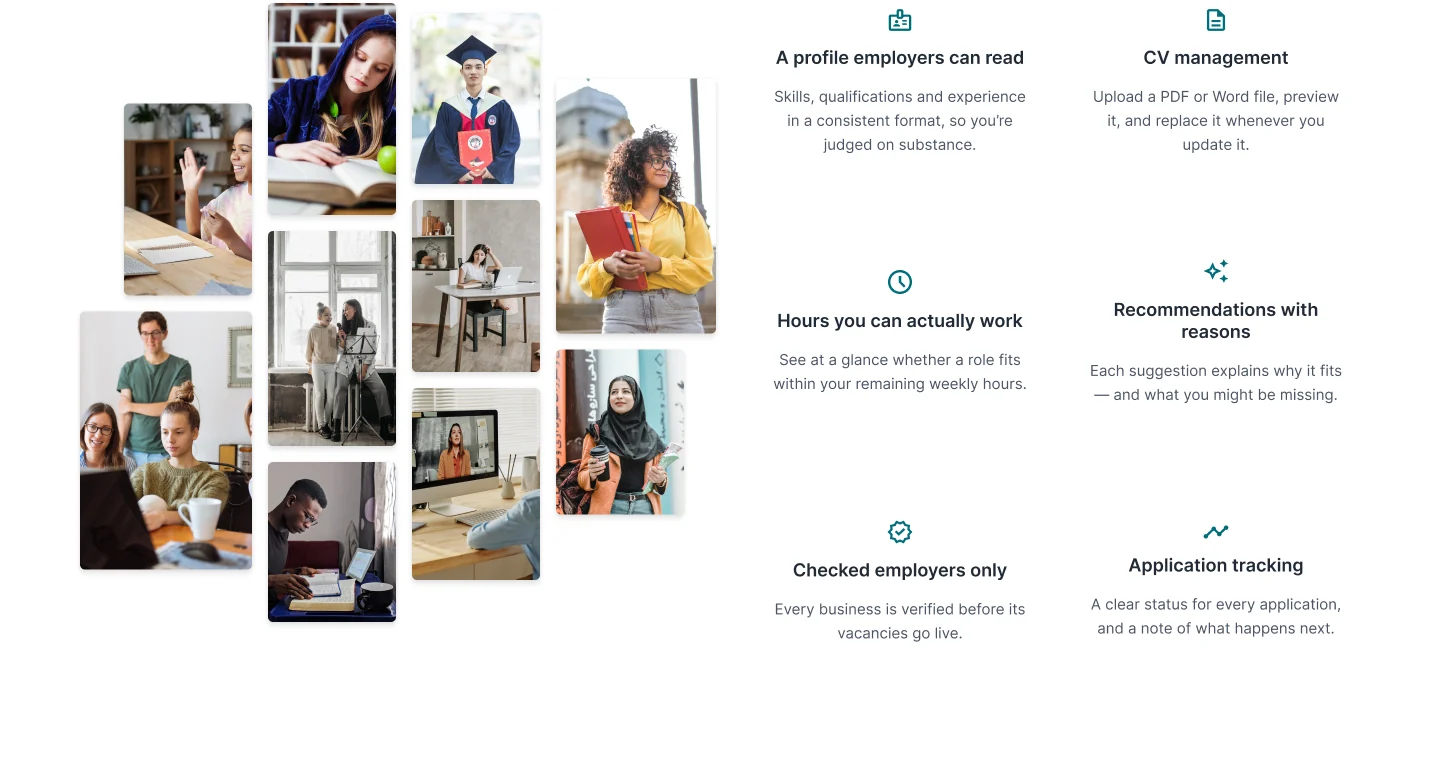 A profile employers can read
Skills, qualifications and experience
in a consistent format, so you’re
judged on substance.
CV management
Upload a PDF or Word file, preview
it, and replace it whenever you
update it.
Hours you can actually work
See at a glance whether a role fits
within your remaining weekly hours.
Recommendations with
reasons
Each suggestion explains why it fits
— and what you might be missing.
Checked employers only
Every business is verified before its
vacancies go live.
Application tracking
A clear status for every application,
and a note of what happens next.